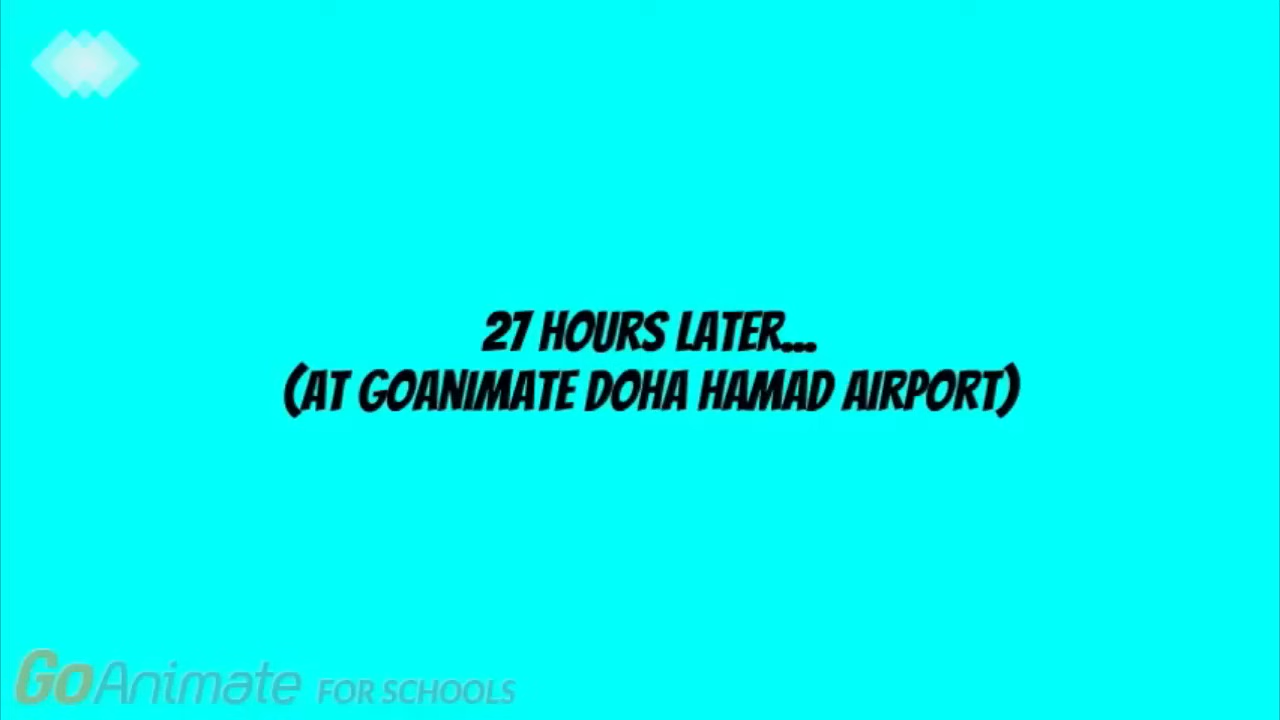 27 HOURS LATER...
(AT GOANIMATE DOHA HAMAD AIRPORT)
GoAnimate FOR SCHOOLS